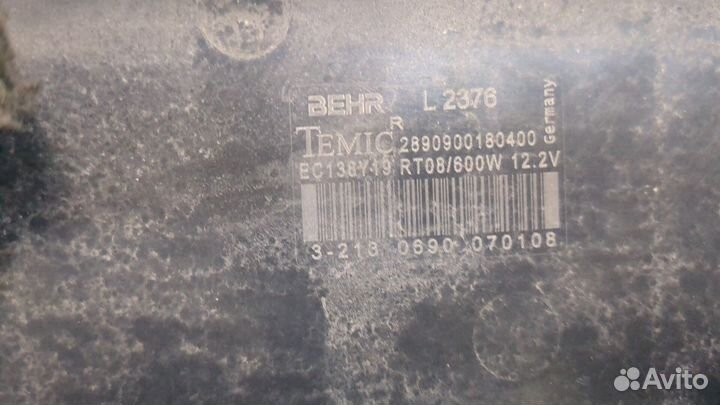 BEHR L 2376
TEMIC R 2890900180400
EC138Y19 RT08/600W 12.2V
Germany
3-218 0690 070108
Avito